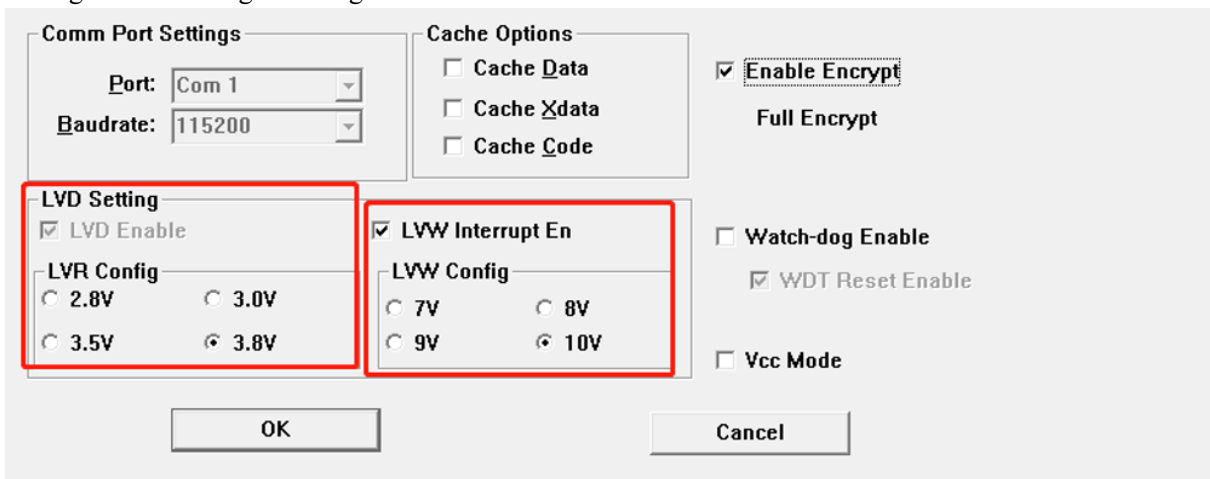 Comm Port Settings
Port: Com 1
Baudrate: 115200
Cache Options
Cache Data
Cache Xdata
Cache Code
Enable Encrypt
Full Encrypt
LVD Setting
LVD Enable
LVR Config
2.8V 3.0V
3.5V 3.8V
LVW Interrupt En
LVW Config
7V 8V
9V 10V
Watch-dog Enable
WDT Reset Enable
Vcc Mode
OK
Cancel